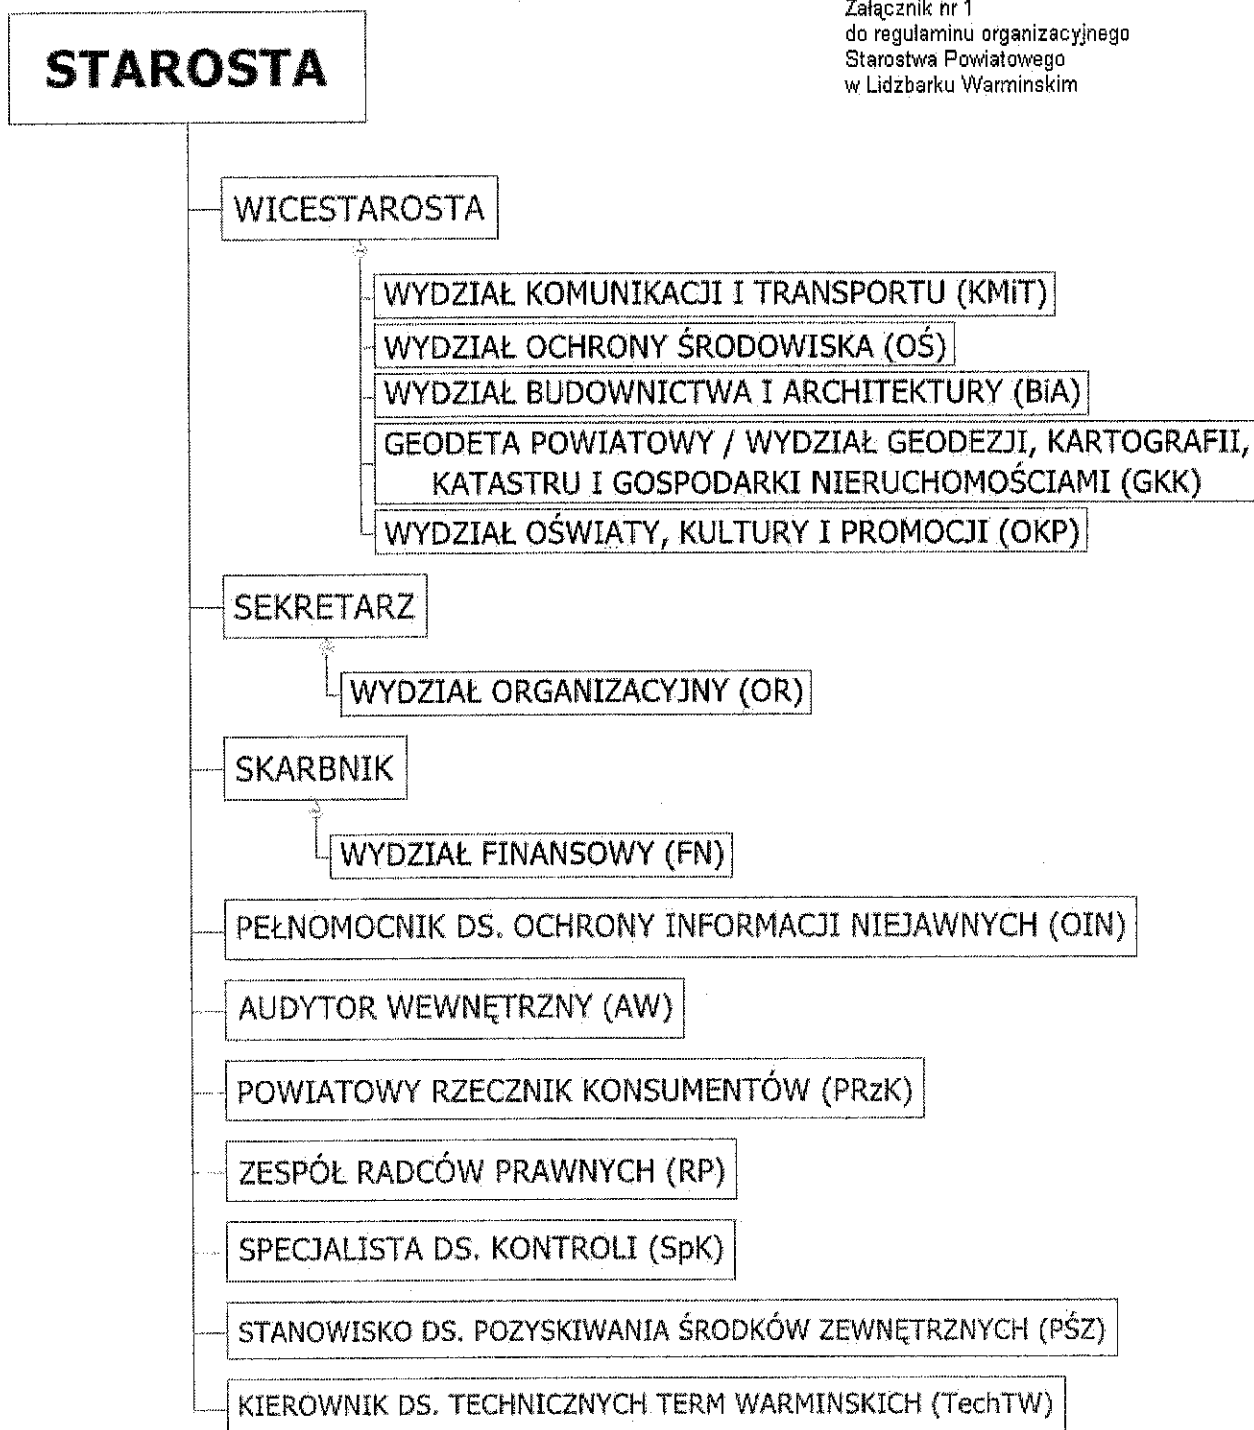 Załącznik nr 1
do regulaminu organizacyjnego
Starostwa Powiatowego
w Lidzbarku Warminskim
STAROSTA
WICESTAROSTA
WYDZIAŁ KOMUNIKACJI I TRANSPORTU (KMiT)
WYDZIAŁ OCHRONY ŚRODOWISKA (OŚ)
WYDZIAŁ BUDOWNICTWA I ARCHITEKTURY (BiA)
GEODETA POWIATOWY / WYDZIAŁ GEODEZJI, KARTOGRAFII,
KATASTRU I GOSPODARKI NIERUCHOMOŚCIAMI (GKK)
WYDZIAŁ OŚWIATY, KULTURY I PROMOCJI (OKP)
SEKRETARZ
WYDZIAŁ ORGANIZACYJNY (OR)
SKARBNIK
WYDZIAŁ FINANSOWY (FN)
PEŁNOMOCNIK DS. OCHRONY INFORMACJI NIEJAWNYCH (OIN)
AUDYTOR WEWNĘTRZNY (AW)
POWIATOWY RZECZNIK KONSUMENTÓW (PRzK)
ZESPÓŁ RADCÓW PRAWNYCH (RP)
SPECJALISTA DS. KONTROLI (SpK)
STANOWISKO DS. POZYSKIWANIA ŚRODKÓW ZEWNĘTRZNYCH (PŚZ)
KIEROWNIK DS. TECHNICZNYCH TERM WARMINSKICH (TechTW)